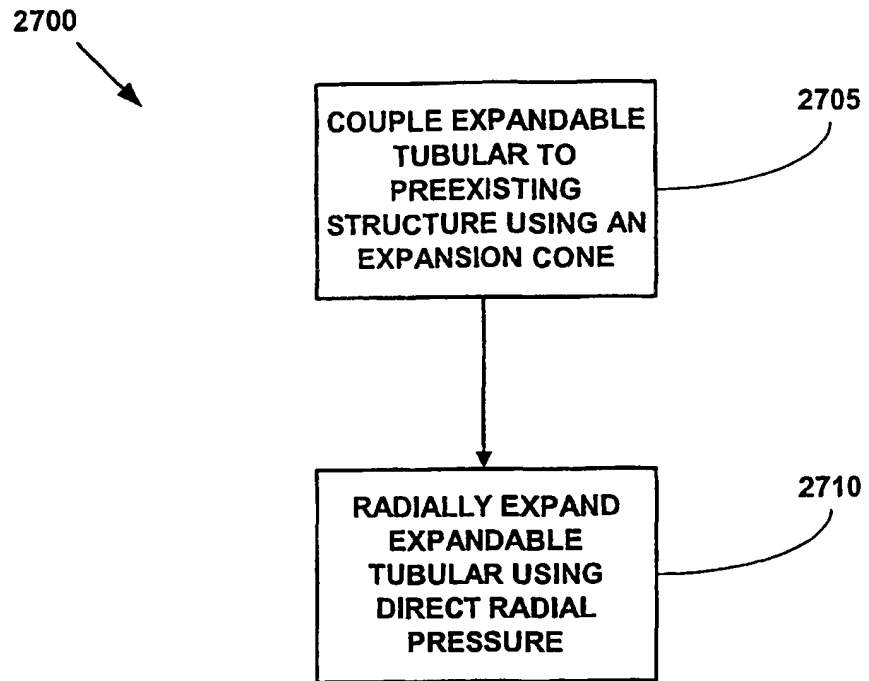 2700
COUPLE EXPANDABLE
TUBULAR TO
PREEXISTING
STRUCTURE USING AN
EXPANSION CONE
2705
RADIALLY EXPAND
EXPANDABLE
TUBULAR USING
DIRECT RADIAL
PRESSURE
2710